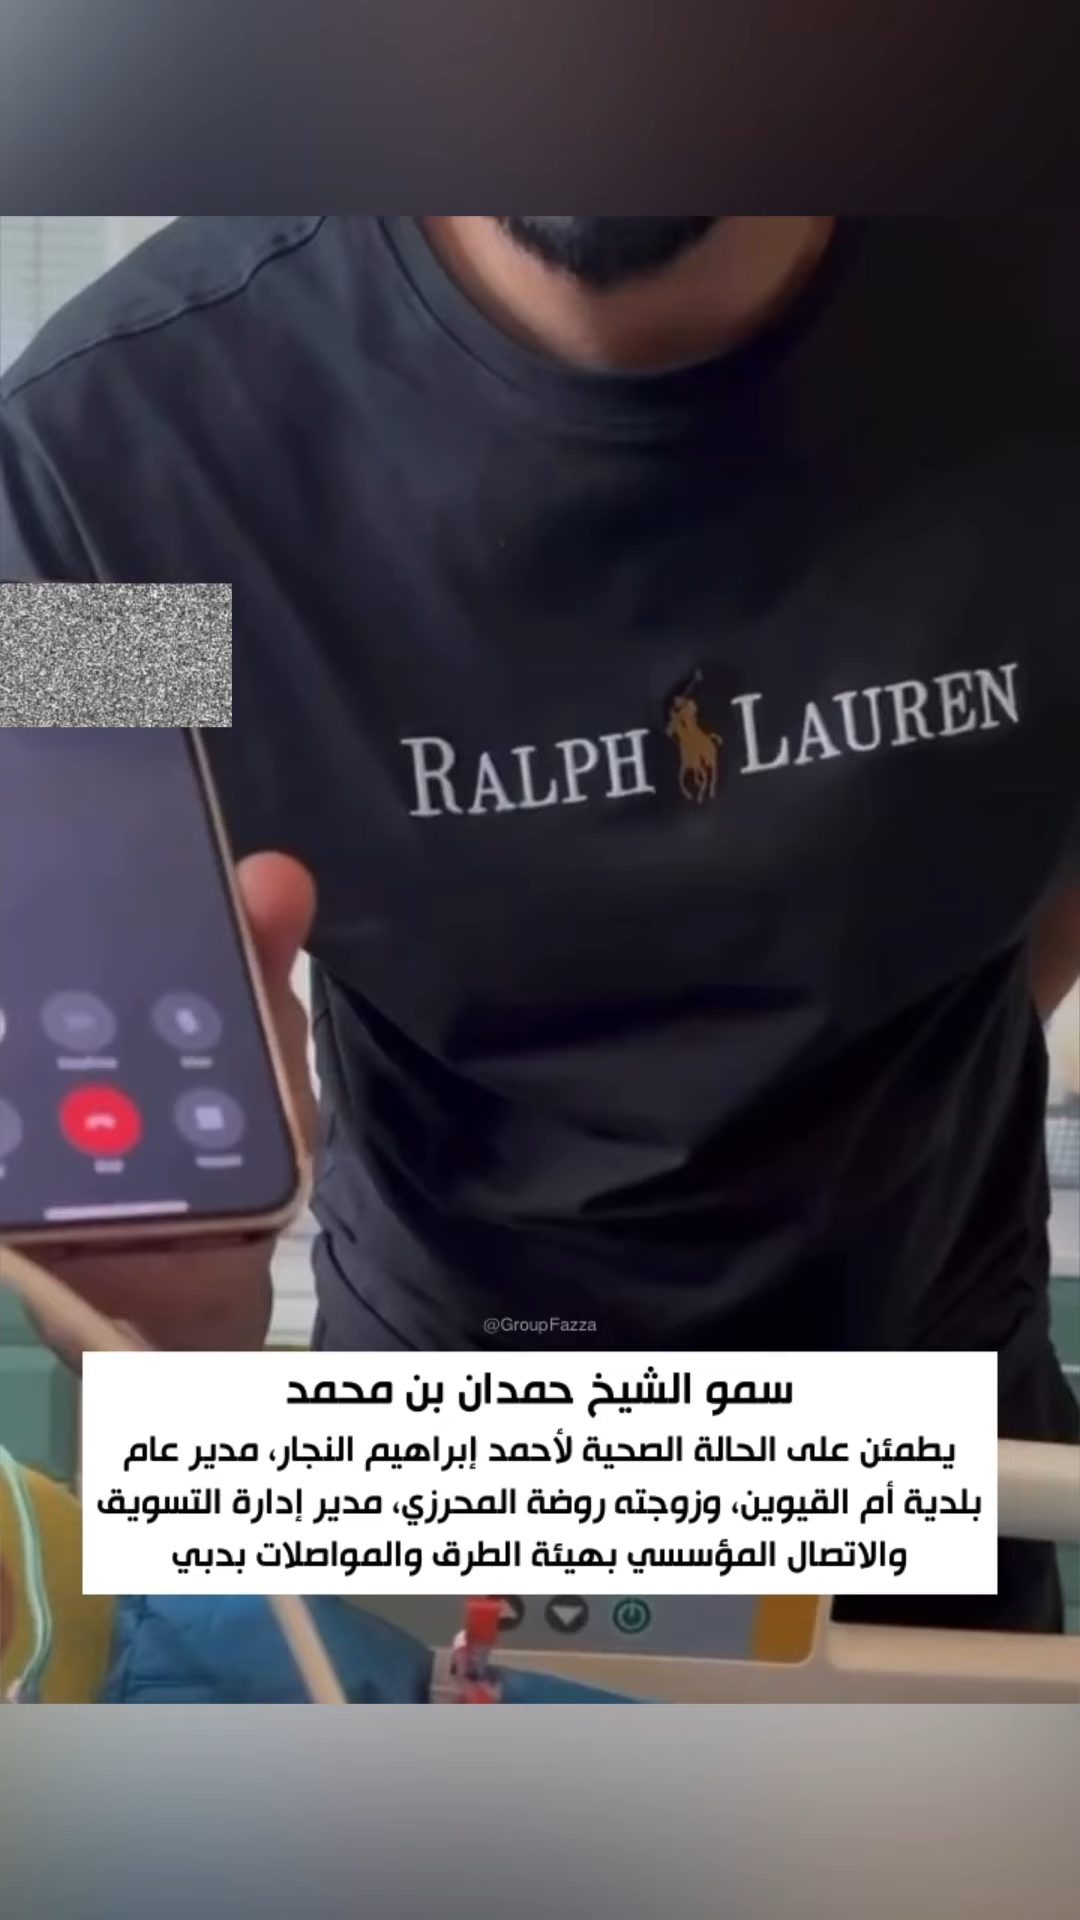 RALPH LAUREN
@GroupFazza
سمو الشيخ حمدان بن محمد
يطمئن على الحالة الصحية لأحمد إبراهيم النجار، مدير عام
بلدية أم القيوين، وزوجته روضة المحرزي، مدير إدارة التسويق
والاتصال المؤسسي بهيئة الطرق والمواصلات بدبي